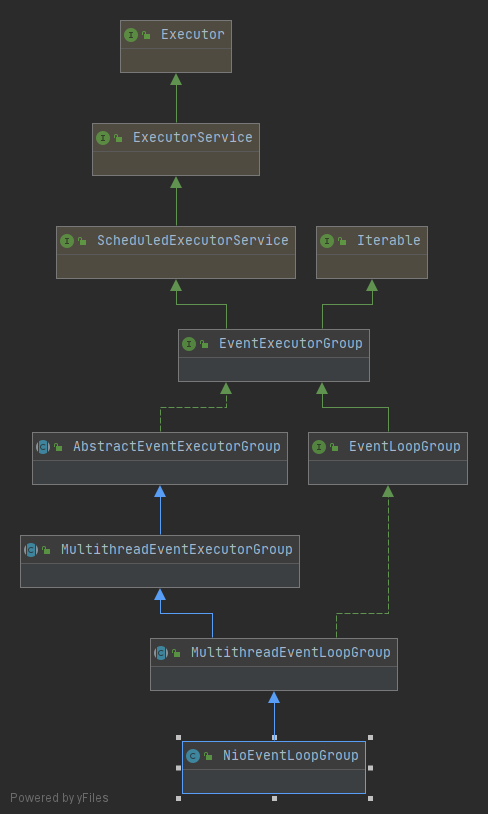 Executor
ExecutorService
ScheduledExecutorService
Iterable
EventExecutorGroup
AbstractEventExecutorGroup
EventLoopGroup
MultithreadEventExecutorGroup
MultithreadEventLoopGroup
NioEventLoopGroup
Powered by yFiles